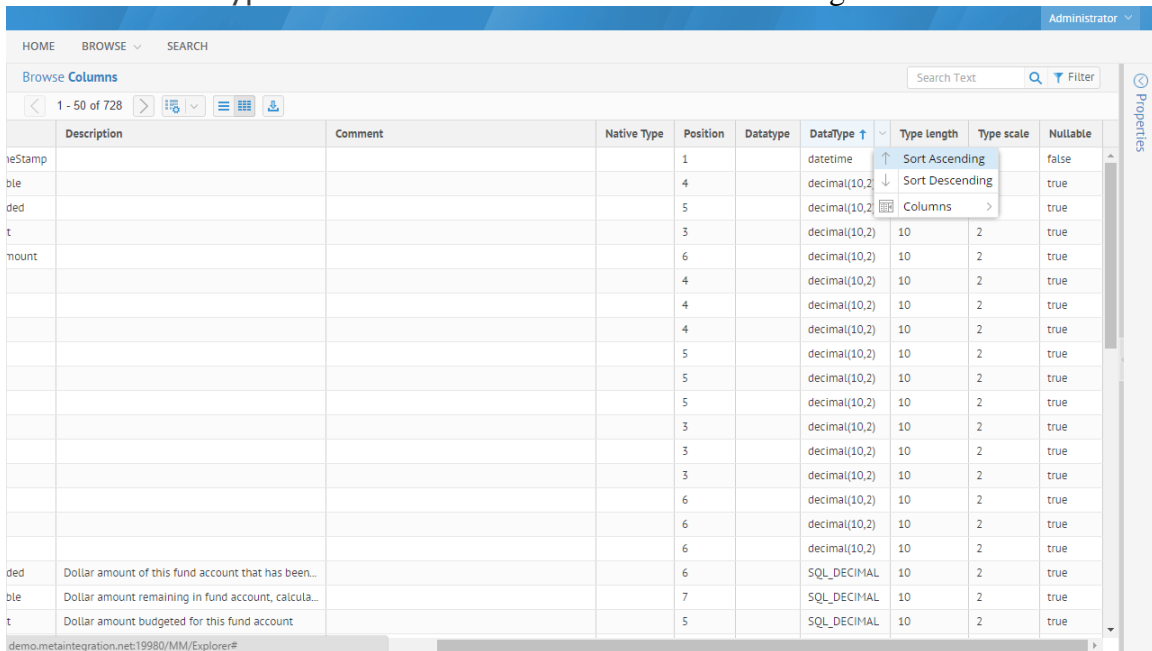 Administrator
HOME BROWSE SEARCH
Browse Columns Search Text Filter
1 - 50 of 728
Properties
Description Comment Native Type Position Datatype DataType Type length Type scale Nullable
eStamp 1 datetime Sort Ascending false
ble 4 decimal(10,2 Sort Descending true
ded 5 decimal(10,2 Columns true
t 3 decimal(10,2) 10 2 true
mount 6 decimal(10,2) 10 2 true
4 decimal(10,2) 10 2 true
4 decimal(10,2) 10 2 true
4 decimal(10,2) 10 2 true
5 decimal(10,2) 10 2 true
5 decimal(10,2) 10 2 true
5 decimal(10,2) 10 2 true
3 decimal(10,2) 10 2 true
3 decimal(10,2) 10 2 true
3 decimal(10,2) 10 2 true
6 decimal(10,2) 10 2 true
6 decimal(10,2) 10 2 true
6 decimal(10,2) 10 2 true
ded Dollar amount of this fund account that has been... 6 SQL_DECIMAL 10 2 true
ble Dollar amount remaining in fund account, calcula... 7 SQL_DECIMAL 10 2 true
t Dollar amount budgeted for this fund account 5 SQL_DECIMAL 10 2 true
demo.metaintegration.net:19980/MM/Explorer#